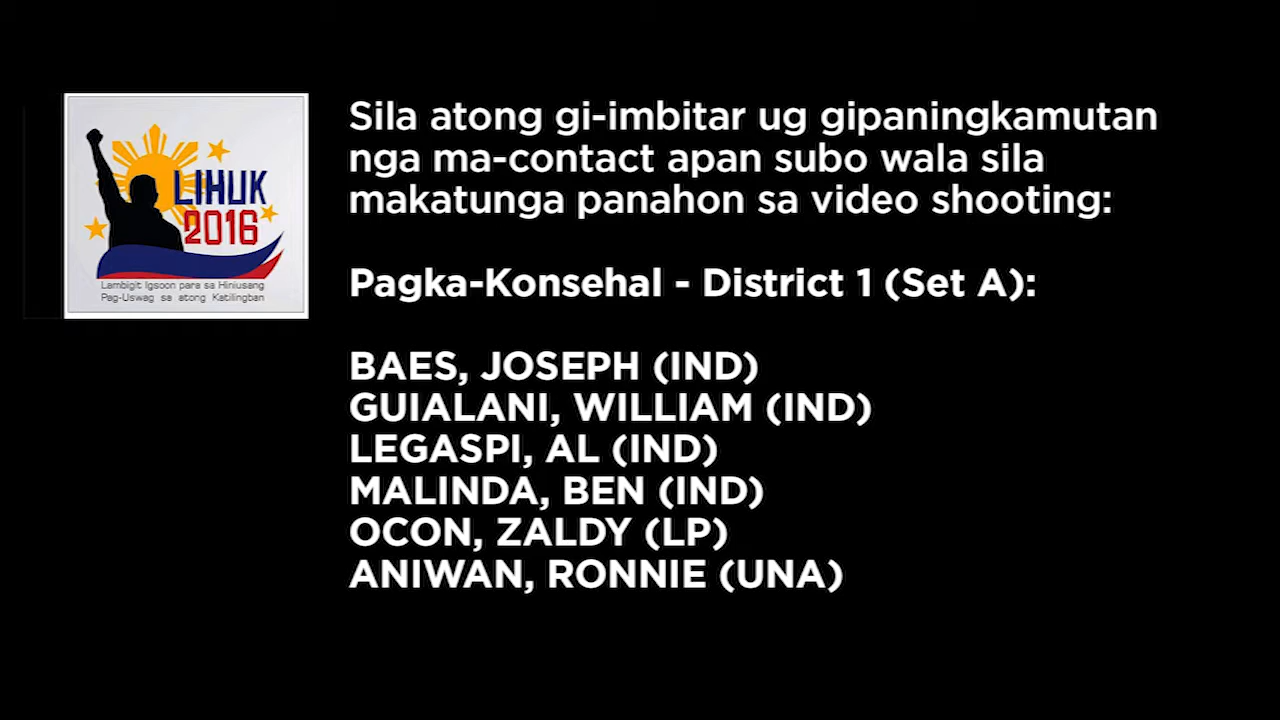 LIHUK
2016
Lambigit Igsoon para sa Hiniusang
Pag-Uswag sa atong Katilingban
Sila atong gi-imbitar ug gipaningkamutan
nga ma-contact apan subo wala sila
makatunga panahon sa video shooting:
Pagka-Konsehal - District 1 (Set A):
BAES, JOSEPH (IND)
GUIALANI, WILLIAM (IND)
LEGASPI, AL (IND)
MALINDA, BEN (IND)
OCON, ZALDY (LP)
ANIWAN, RONNIE (UNA)